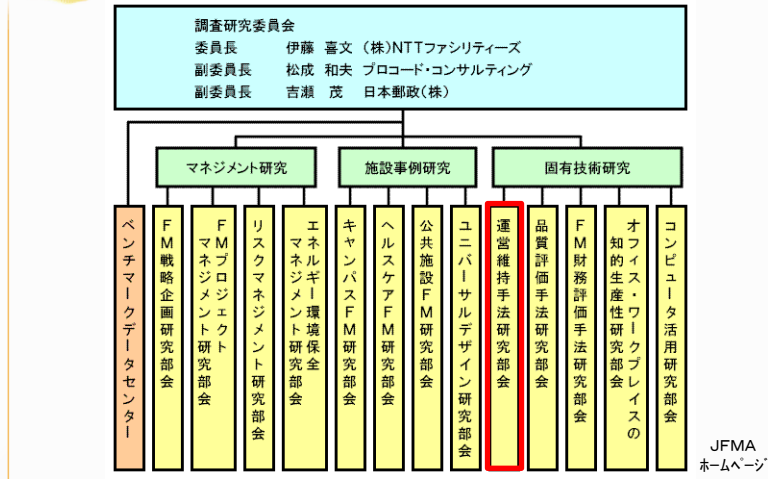 調査研究委員会
委員長 伊藤 喜文 (株)NTTファシリティーズ
副委員長 松成 和夫 プロコード・コンサルティング
副委員長 吉瀬 茂 日本郵政(株)
マネジメント研究
施設事例研究
固有技術研究
ベンチマークデータセンター
FM戦略企画研究部会
FMプロジェクト
マネジメント研究部会
リスクマネジメント研究部会
エネルギー環境保全
マネジメント研究部会
キャンパスFM研究部会
ヘルスケアFM研究部会
公共施設FM研究部会
ユニバーサルデザイン研究部会
運営維持手法研究部会
品質評価手法研究部会
FM財務評価手法研究部会
オフィス・ワークプレイスの
知的生産性研究部会
コンピュータ活用研究部会
JFMA
ホームページ